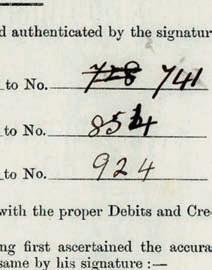 d authenticated by the signatur
to No. 728 741
to No. 854
to No. 924
with the proper Debits and Cre
ng first ascertained the accura
same by his signature :—